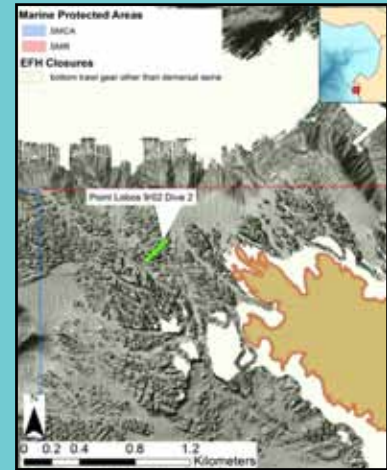 Marine Protected Areas
SMCA
SMR
EFH Closures
bottom trawl gear other than demersal seine
Point Lobos 9/02 Dive 2
N
0 0.2 0.4 0.8 1.2
Kilometers